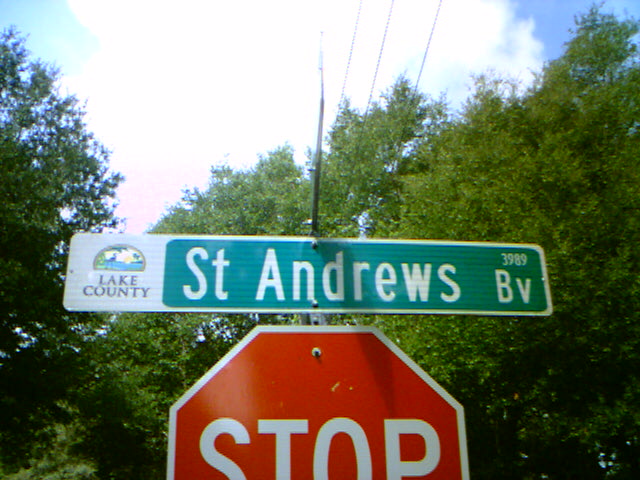 LAKE
COUNTY
St Andrews Bv
3989
STOP